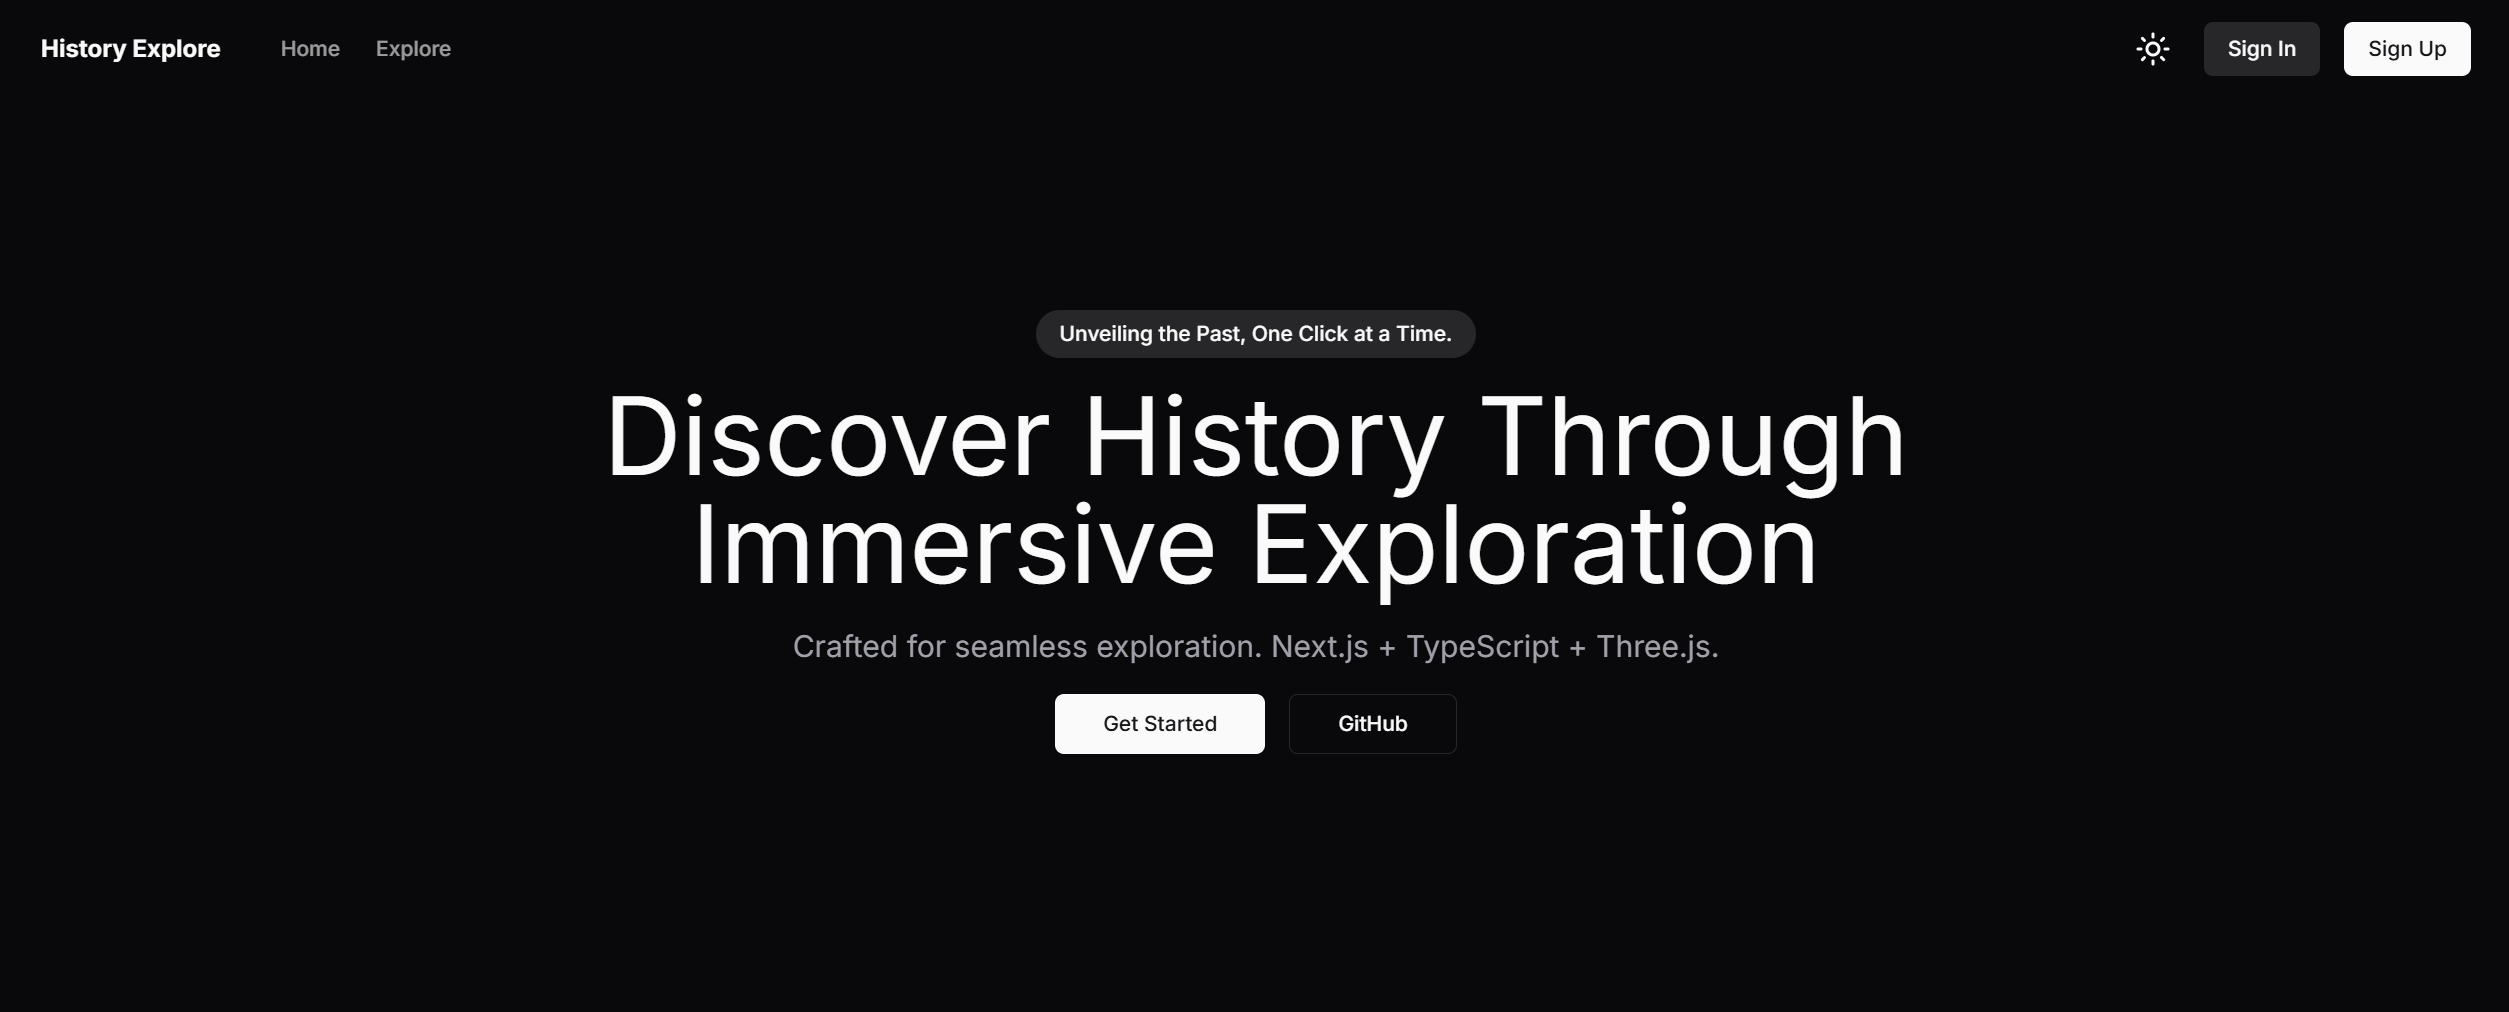 History Explore
Home
Explore
Sign In
Sign Up
Unveiling the Past, One Click at a Time.
Discover History Through
Immersive Exploration
Crafted for seamless exploration. Next.js + TypeScript + Three.js.
Get Started
GitHub